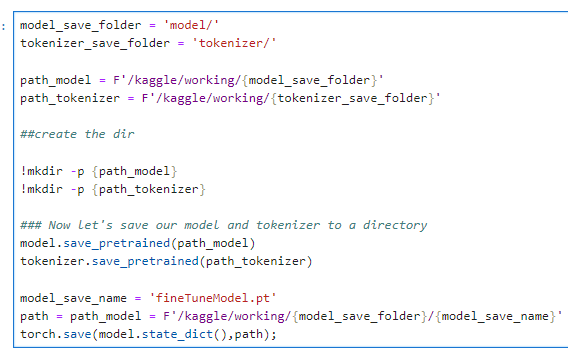 :
model_save_folder = 'model/'
tokenizer_save_folder = 'tokenizer/'
path_model = F'/kaggle/working/{model_save_folder}'
path_tokenizer = F'/kaggle/working/{tokenizer_save_folder}'
##create the dir
!mkdir -p {path_model}
!mkdir -p {path_tokenizer}
### Now let's save our model and tokenizer to a directory
model.save_pretrained(path_model)
tokenizer.save_pretrained(path_tokenizer)
model_save_name = 'fineTuneModel.pt'
path = path_model = F'/kaggle/working/{model_save_folder}/{model_save_name}'
torch.save(model.state_dict(),path);